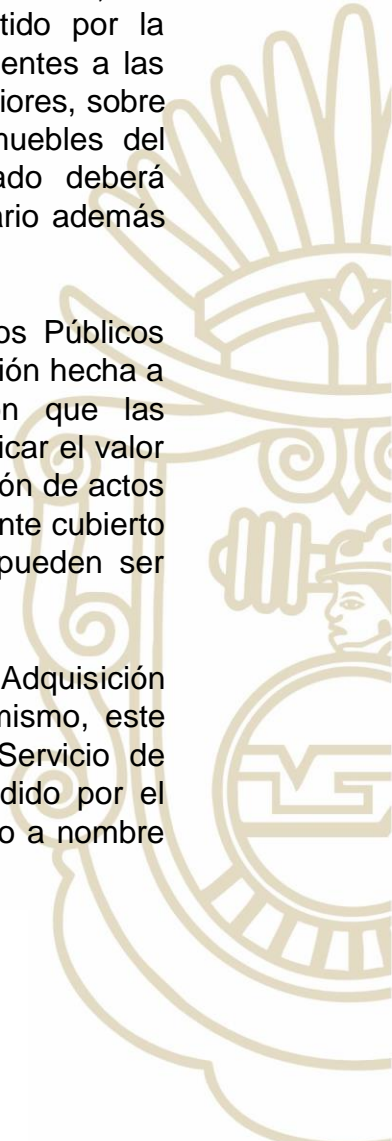 tido por la
entes a las
iores, sobre
nuebles del
ado deberá
ario además
os Públicos
ión hecha a
n que las
icar el valor
ón de actos
nte cubierto
pueden ser
Adquisición
mismo, este
Servicio de
dido por el
o a nombre